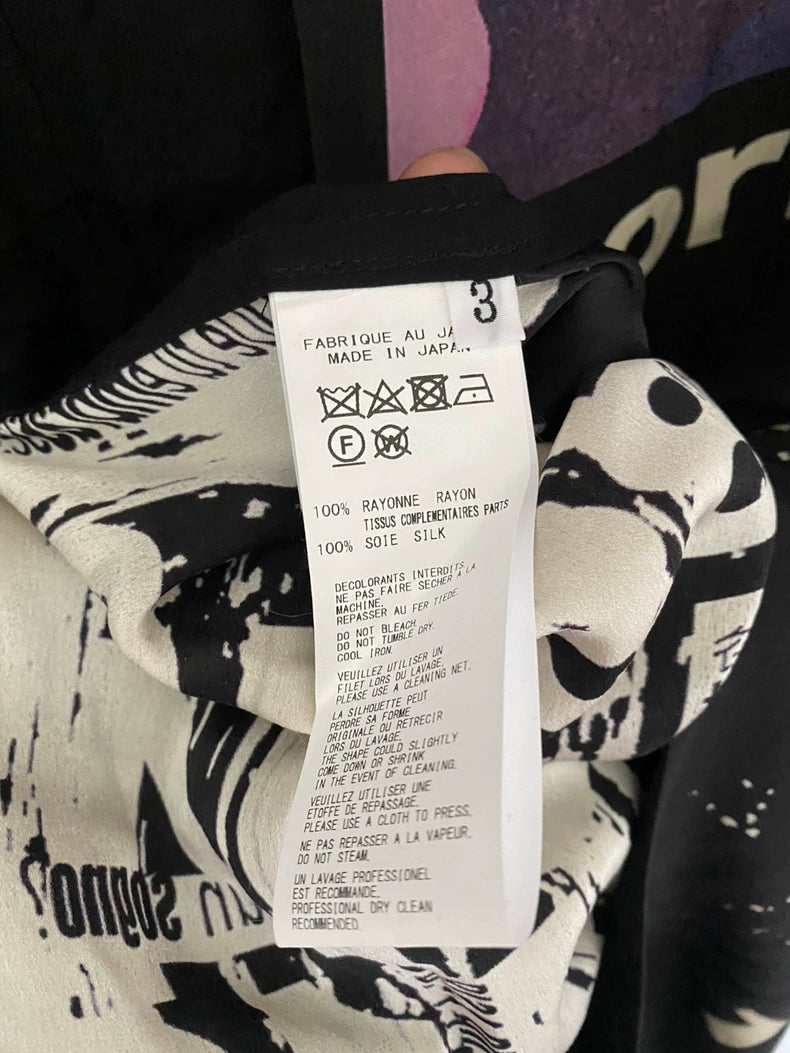 or
3
FABRIQUE AU JA
MADE IN JAPAN
F
W
100% RAYONNE RAYON
TISSUS COMPLEMENTAIRES PARTS
100% SOIE SILK
DECOLORANTS INTERDITS.
NE PAS FAIRE SECHER A LA
MACHINE.
REPASSER AU FER TIEDE.
DO NOT BLEACH.
DO NOT TUMBLE DRY.
COOL IRON.
VEUILLEZ UTILISER UN
FILET LORS DU LAVAGE.
PLEASE USE A CLEANING NET.
LA SILHOUETTE PEUT
PERDRE SA FORME
ORIGINALE OU RETRECIR
LORS DU LAVAGE.
THE SHAPE COULD SLIGHTLY
COME DOWN OR SHRINK
IN THE EVENT OF CLEANING.
VEUILLEZ UTILISER UNE
ETOFFE DE REPASSAGE.
PLEASE USE A CLOTH TO PRESS.
NE PAS REPASSER A LA VAPEUR.
DO NOT STEAM.
UN LAVAGE PROFESSIONEL
EST RECOMMANDE.
PROFESSIONAL DRY CLEAN
RECOMMENDED.
un sogno?